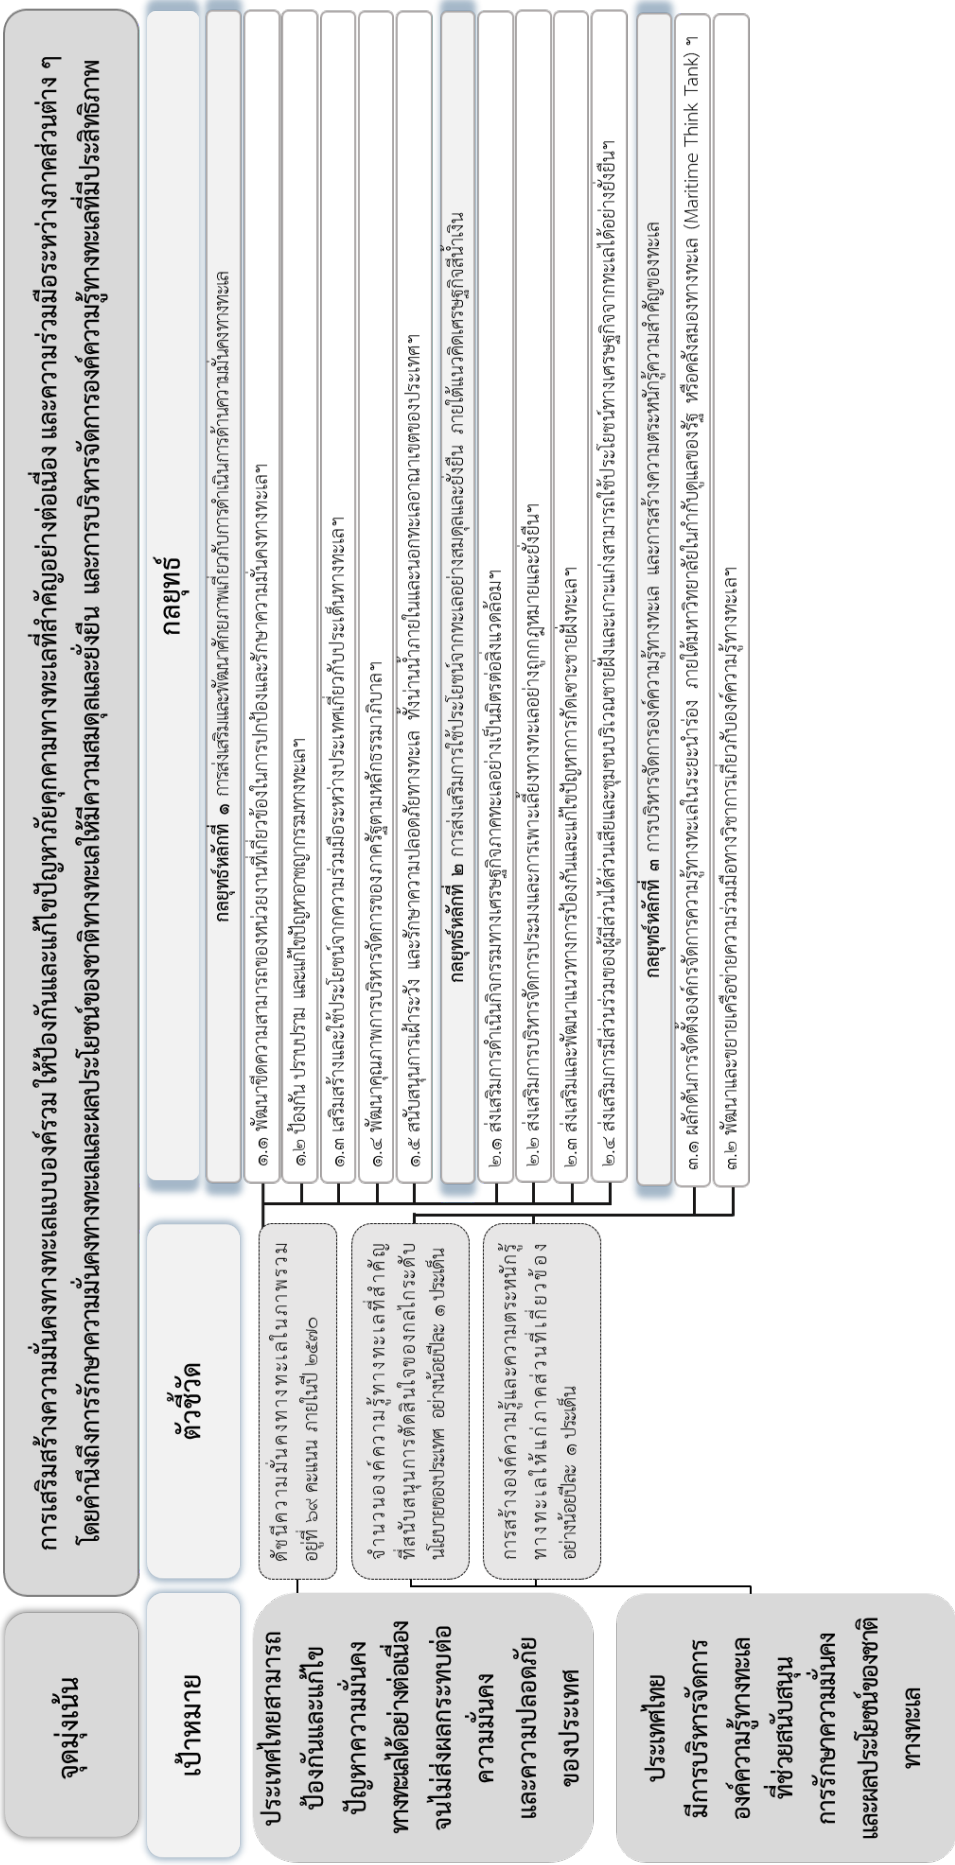 จุดมุ่งเน้น
การเสริมสร้างความมั่นคงทางทะเลแบบองค์รวม ให้ป้องกันและแก้ไขปัญหาภัยคุกคามทางทะเลที่สำคัญอย่างต่อเนื่อง และความร่วมมือระหว่างภาคส่วนต่าง ๆ
โดยคำนึงถึงการรักษาความมั่นคงทางทะเลและผลประโยชน์ของชาติทางทะเลให้มีความสมดุลและยั่งยืน และการบริหารจัดการองค์ความรู้ทางทะเลที่มีประสิทธิภาพ
เป้าหมาย
ประเทศไทยสามารถ
ป้องกันและแก้ไข
ปัญหาความมั่นคง
ทางทะเลได้อย่างต่อเนื่อง
จนไม่ส่งผลกระทบต่อ
ความมั่นคง
และความปลอดภัย
ของประเทศ
ประเทศไทย
มีการบริหารจัดการ
องค์ความรู้ทางทะเล
ที่ช่วยสนับสนุน
การรักษาความมั่นคง
และผลประโยชน์ของชาติ
ทางทะเล
ตัวชี้วัด
ดัชนีความมั่นคงทางทะเลในภาพรวม
อยู่ที่ ๖๙ คะแนน ภายในปี ๒๕๗๐
จำนวนองค์ความรู้ทางทะเลที่สำคัญ
ที่สนับสนุนการตัดสินใจของกลไกระดับ
นโยบายของประเทศ อย่างน้อยปีละ ๑ ประเด็น
การสร้างองค์ความรู้และความตระหนักรู้
ทางทะเลให้แก่ภาคส่วนที่เกี่ยวข้อง
อย่างน้อยปีละ ๑ ประเด็น
กลยุทธ์
กลยุทธ์หลักที่ ๑ การส่งเสริมและพัฒนาศักยภาพเกี่ยวกับการดำเนินการด้านความมั่นคงทางทะเล
๑.๑ พัฒนาขีดความสามารถของหน่วยงานที่เกี่ยวข้องในการปกป้องและรักษาความมั่นคงทางทะเลฯ
๑.๒ ป้องกัน ปราบปราม และแก้ไขปัญหาอาชญากรรมทางทะเลฯ
๑.๓ เสริมสร้างและใช้ประโยชน์จากความร่วมมือระหว่างประเทศเกี่ยวกับประเด็นทางทะเลฯ
๑.๔ พัฒนาคุณภาพการบริหารจัดการของภาครัฐตามหลักธรรมาภิบาลฯ
๑.๕ สนับสนุนการเฝ้าระวัง และรักษาความปลอดภัยทางทะเล ทั้งน่านน้ำภายในและนอกทะเลอาณาเขตของประเทศฯ
กลยุทธ์หลักที่ ๒ การส่งเสริมการใช้ประโยชน์จากทะเลอย่างสมดุลและยั่งยืน ภายใต้แนวคิดเศรษฐกิจสีน้ำเงิน
๒.๑ ส่งเสริมการดำเนินกิจกรรมทางเศรษฐกิจภาคทะเลอย่างเป็นมิตรต่อสิ่งแวดล้อมฯ
๒.๒ ส่งเสริมการบริหารจัดการประมงและการเพาะเลี้ยงทางทะเลอย่างถูกกฎหมายและยั่งยืนฯ
๒.๓ ส่งเสริมและพัฒนาแนวทางการป้องกันและแก้ไขปัญหาการกัดเซาะชายฝั่งทะเลฯ
๒.๔ ส่งเสริมการมีส่วนร่วมของผู้มีส่วนได้ส่วนเสียและชุมชนบริเวณชายฝั่งและเกาะแก่งสามารถใช้ประโยชน์ทางเศรษฐกิจจากทะเลได้อย่างยั่งยืนฯ
กลยุทธ์หลักที่ ๓ การบริหารจัดการองค์ความรู้ทางทะเล และการสร้างความตระหนักรู้ความสำคัญของทะเล
๓.๑ ผลักดันการจัดตั้งองค์กรจัดการความรู้ทางทะเลในระยะนำร่อง ภายใต้มหาวิทยาลัยในกำกับดูแลของรัฐ หรือคลังสมองทางทะเล (Maritime Think Tank) ฯ
๓.๒ พัฒนาและขยายเครือข่ายความร่วมมือทางวิชาการเกี่ยวกับองค์ความรู้ทางทะเลฯ